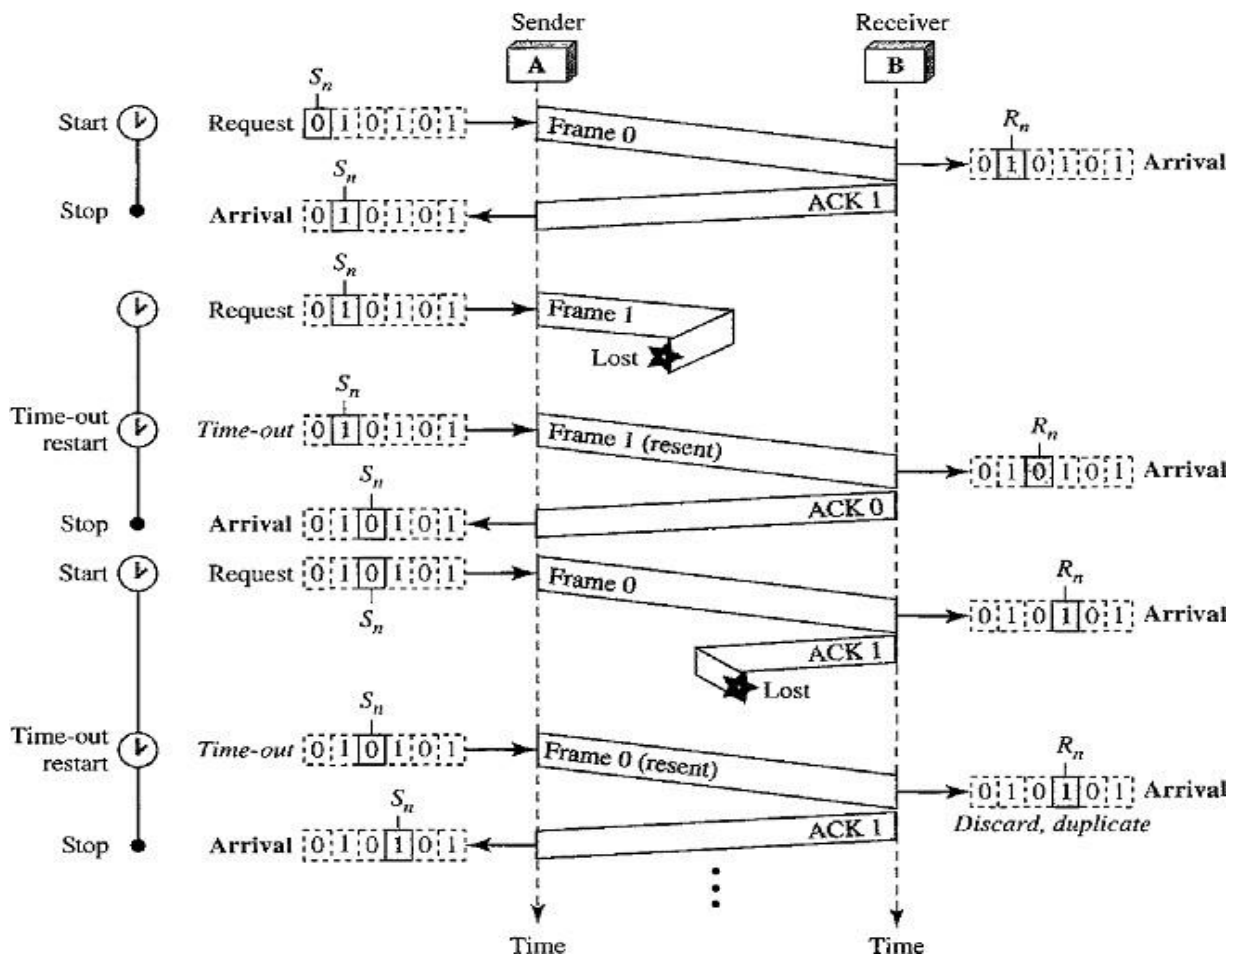 Sender Receiver
A B
Sn
Start Request 0 1 0 1 0 1 Frame 0
Rn
0 1 0 1 0 1 Arrival
Sn
Stop Arrival 0 1 0 1 0 1 ACK 1
Sn
Request 0 1 0 1 0 1 Frame 1
Lost
Sn
Time-out
restart
Time-out 0 1 0 1 0 1 Frame 1 (resent)
Rn
0 1 0 1 0 1 Arrival
Sn
Stop Arrival 0 1 0 1 0 1 ACK 0
Start Request 0 1 0 1 0 1 Frame 0
Sn
Rn
0 1 0 1 0 1 Arrival
ACK 1
Lost
Sn
Time-out
restart
Time-out 0 1 0 1 0 1 Frame 0 (resent)
Rn
0 1 0 1 0 1 Arrival
Discard, duplicate
Sn
Stop Arrival 0 1 0 1 0 1 ACK 1
Time Time